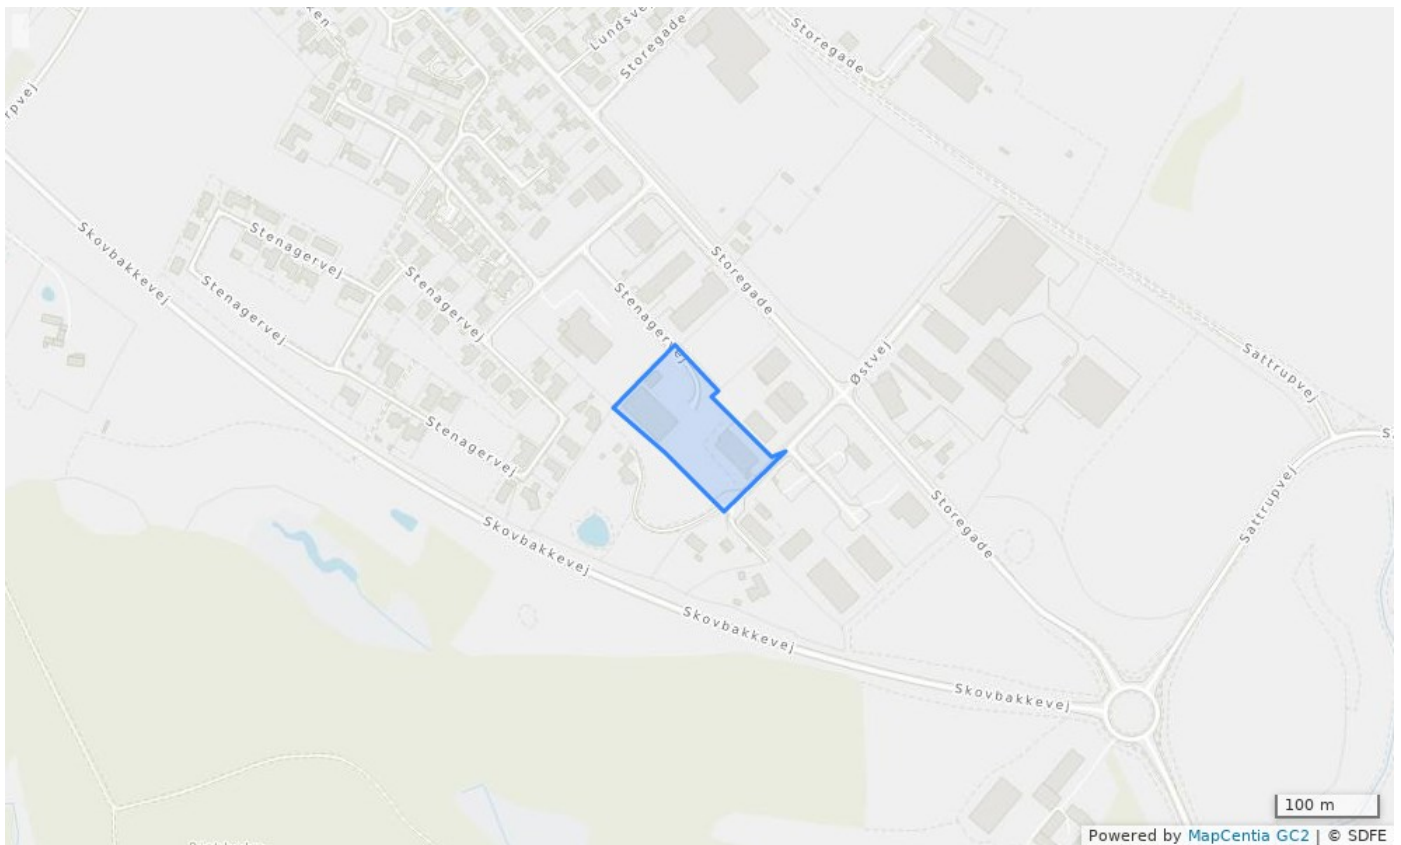 Lundsve
Storegade
Storegade
rpvej
Skovbakkevej
Stenagervej
Stenagervej
Stenagervej
Storegade
Stenagervej
Østvej
Sattrupvej
Stenagervej
Skovbakkevej
Storegade
Sattrupvej
Skovbakkevej
Skovbakkevej
100 m
Powered by MapCentia GC2 | © SDFE